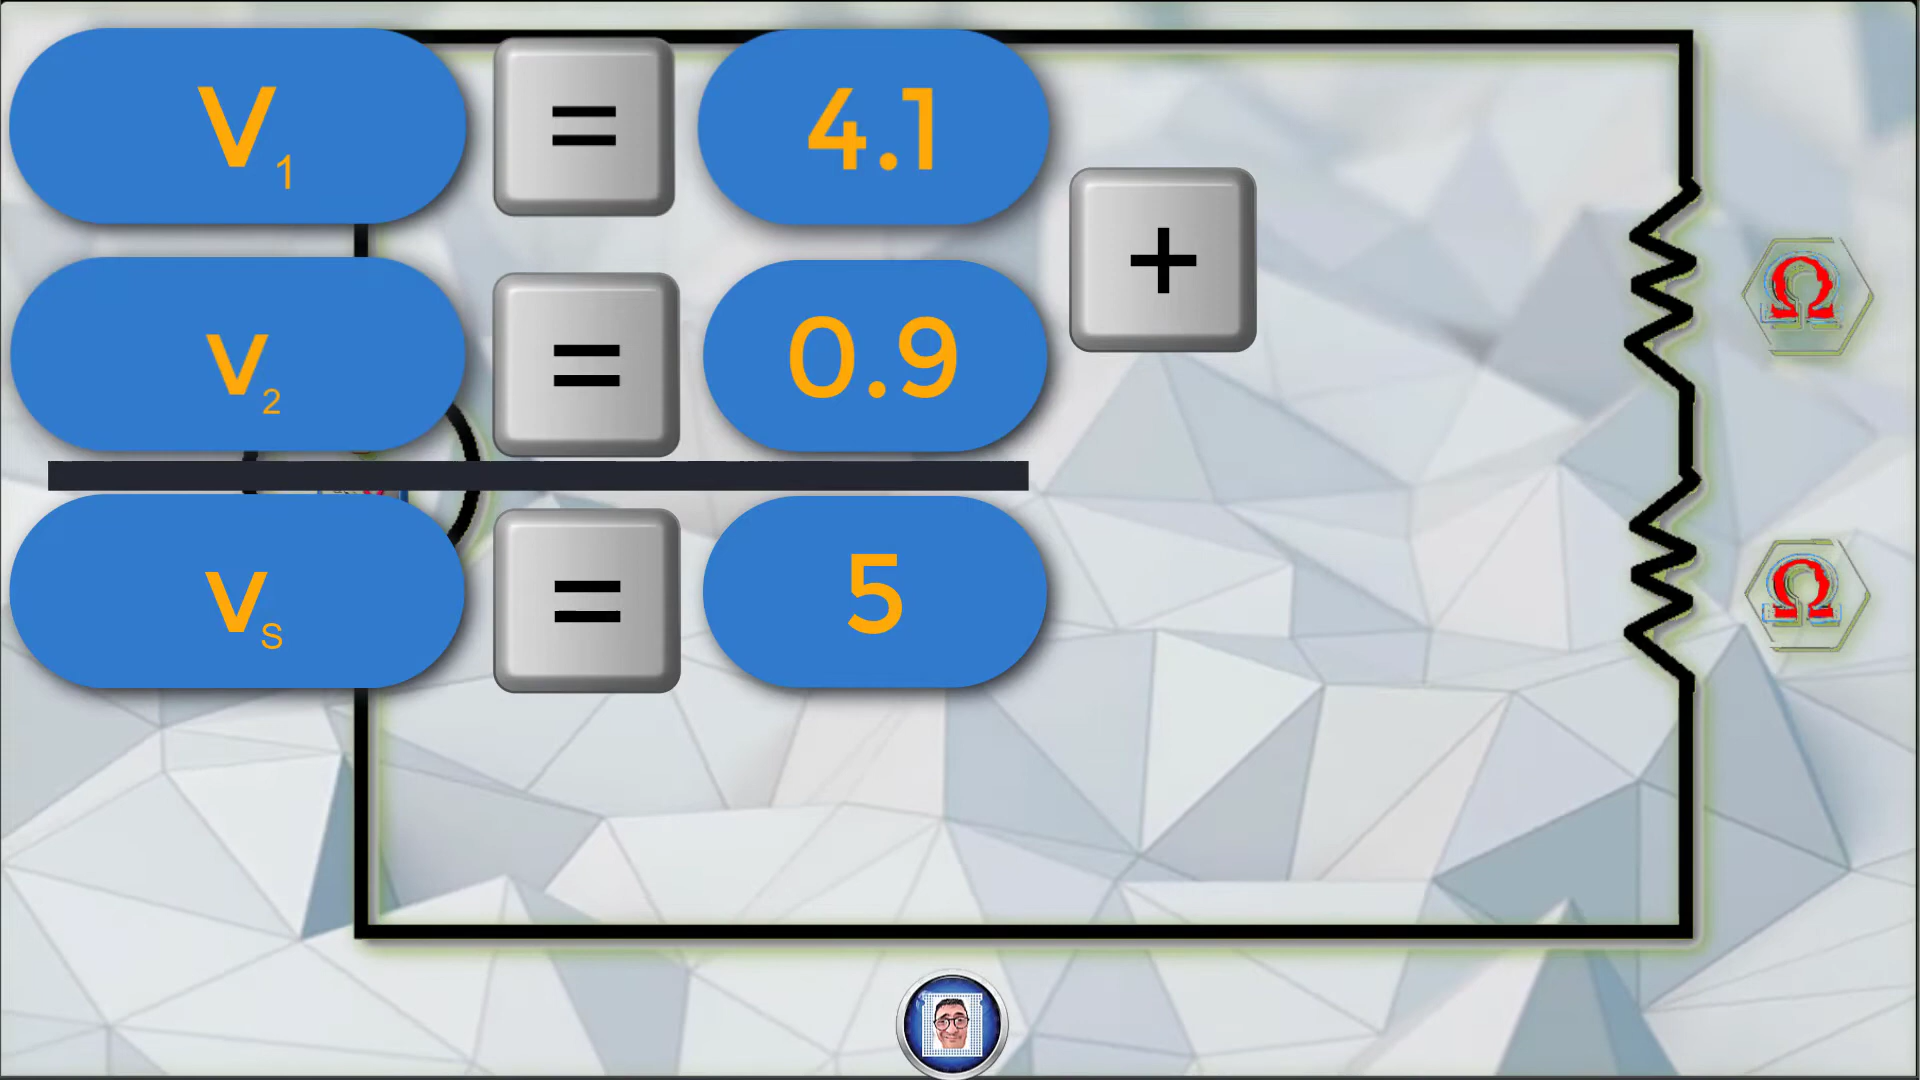 V₁ = 4.1
+
V₂ = 0.9
Vₛ = 5
Ω
Ω